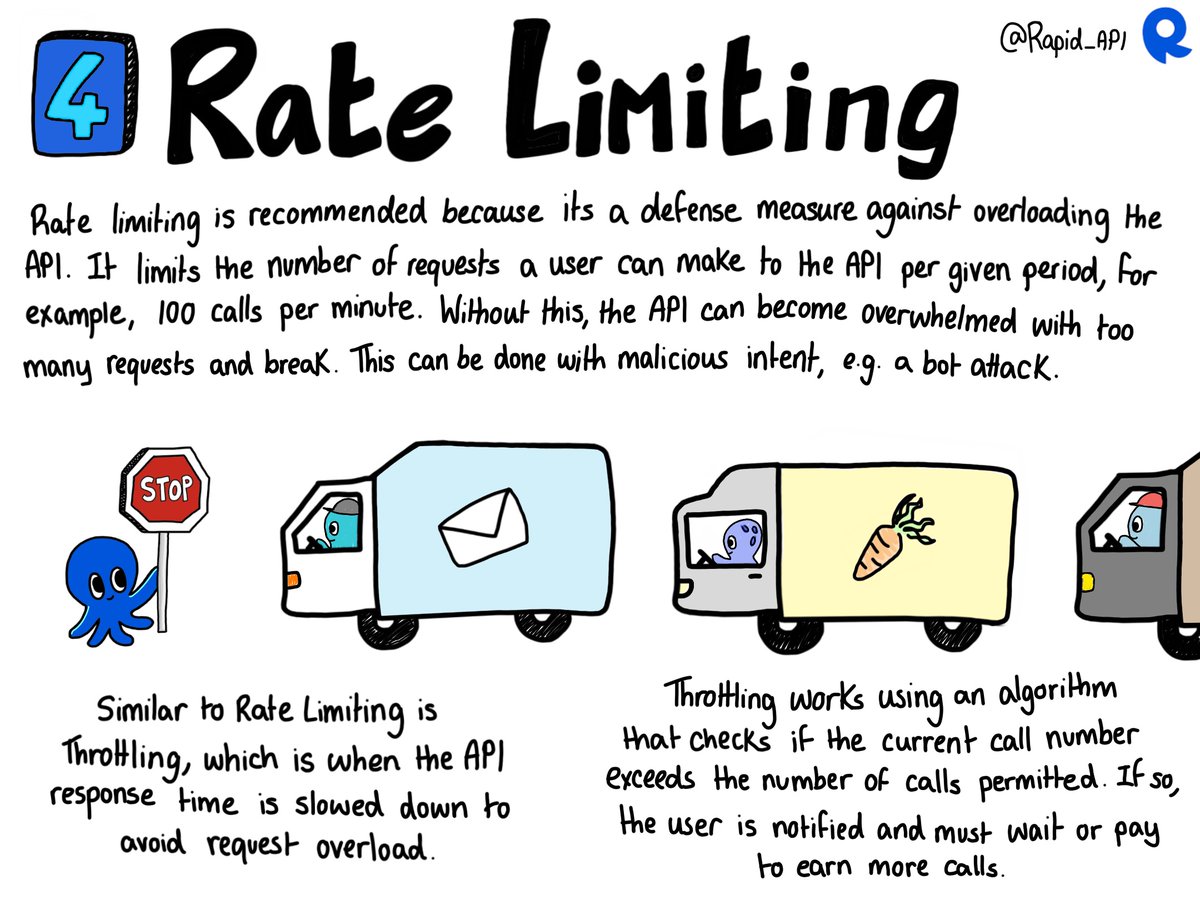 4 Rate Limiting
@Rapid_API
Rate limiting is recommended because its a defense measure against overloading the
API. It limits the number of requests a user can make to the API per given period, for
example, 100 calls per minute. Without this, the API can become overwhelmed with too
many requests and break. This can be done with malicious intent, e.g. a bot attack.
STOP
Similar to Rate Limiting is
Throttling, which is when the API
response time is slowed down to
avoid request overload.
Throttling works using an algorithm
that checks if the current call number
exceeds the number of calls permitted. If so,
the user is notified and must wait or pay
to earn more calls.